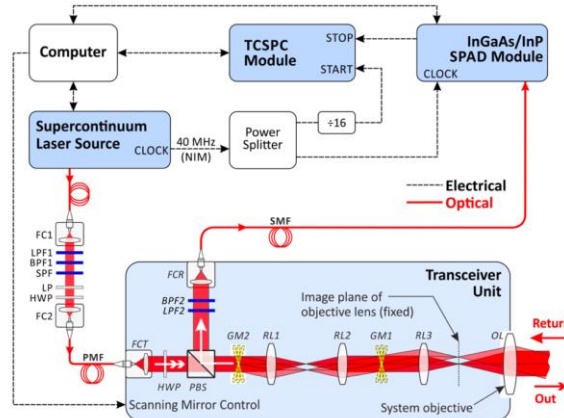 Computer
TCSPC
Module
STOP
START
InGaAs/InP
SPAD Module
CLOCK
Supercontinuum
Laser Source
CLOCK
40 MHz
(NIM)
Power
Splitter
÷16
Electrical
Optical
SMF
FC1
LPF1
BPF1
SPF
LP
HWP
FC2
PMF
FCR
BPF2
LPF2
Transceiver
Unit
Image plane
of objective
lens (fixed)
FCT
HWP
PBS
GM2
RL1
RL2
GM1
RL3
OL
Return
Out
System objective
Scanning Mirror Control